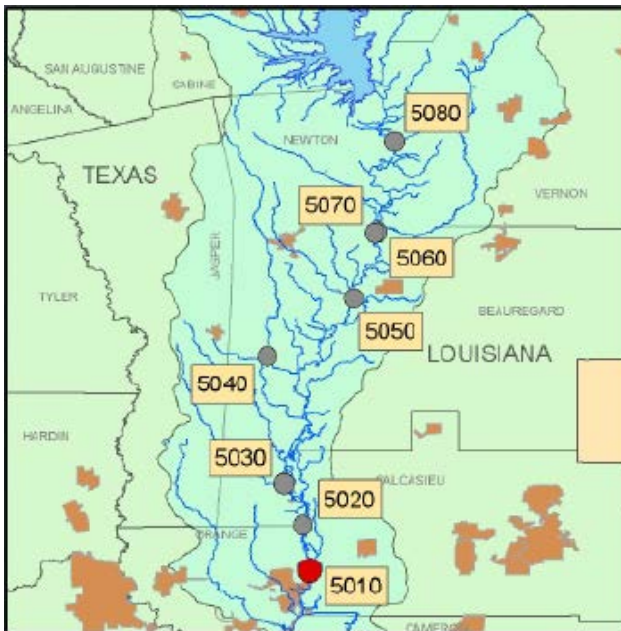 SAN AUGUSTINE
SABINE
ANGELINA
5080
NEWTON
TEXAS
VERNON
5070
JASPER
5060
TYLER
BEAUREGARD
5050
LOUISIANA
5040
HARDIN
5030
CALCASIEU
5020
ORANGE
5010
CAMERON